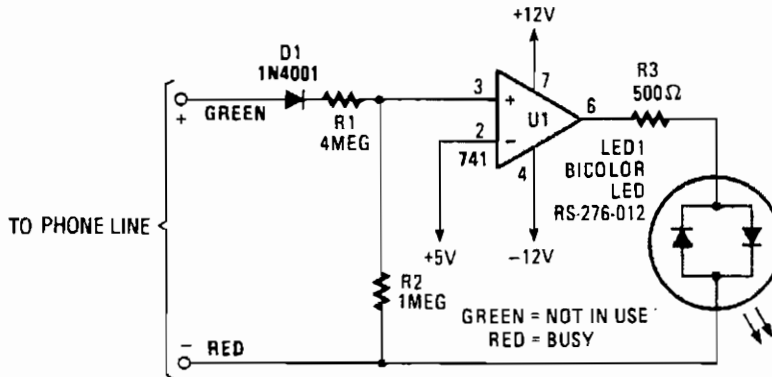 +12V
D1
1N4001
R3
500Ω
+
GREEN
R1
4MEG
3
+
7
U1
6
2
−
741
4
LED1
BICOLOR
LED
RS-276-012
TO PHONE LINE
+5V
−12V
R2
1MEG
GREEN = NOT IN USE
RED = BUSY
−
RED